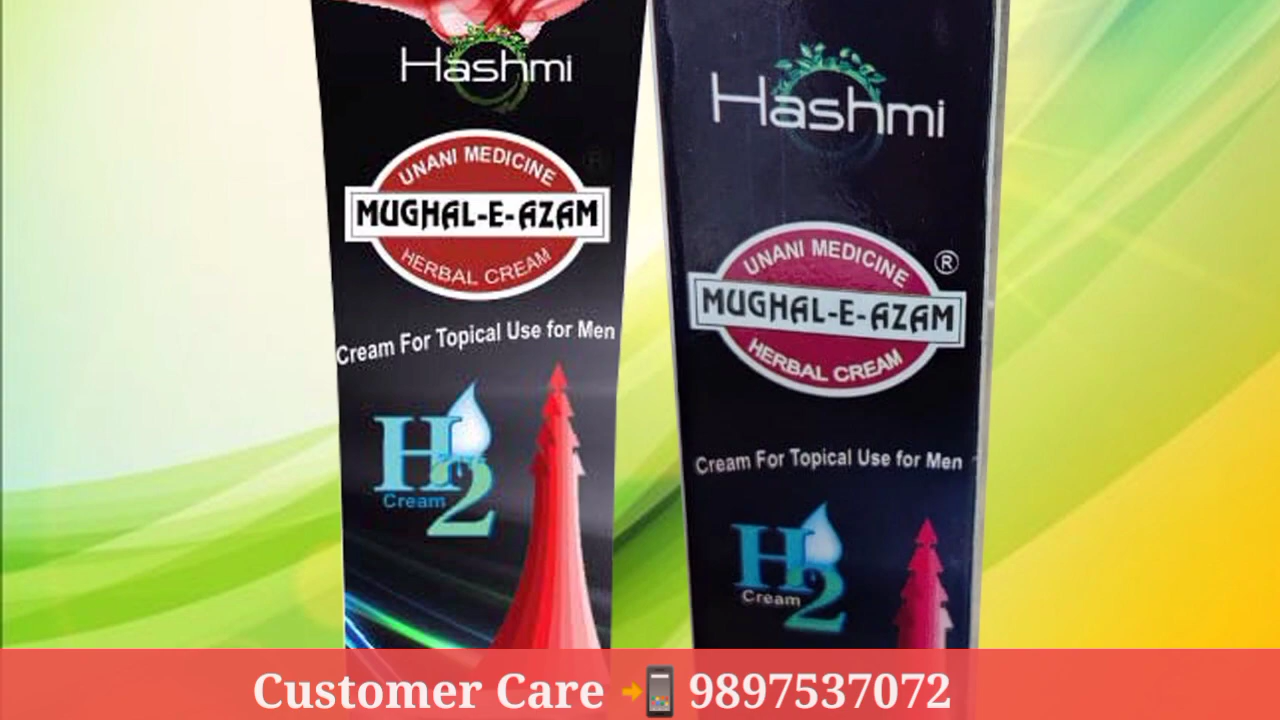 Hashmi
UNANI MEDICINE
MUGHAL-E-AZAM
HERBAL CREAM
Cream For Topical Use for Men
H2
Cream
Hashmi
UNANI MEDICINE
®
MUGHAL-E-AZAM
HERBAL CREAM
Cream For Topical Use for Men
H2
Cream
Customer Care 9897537072